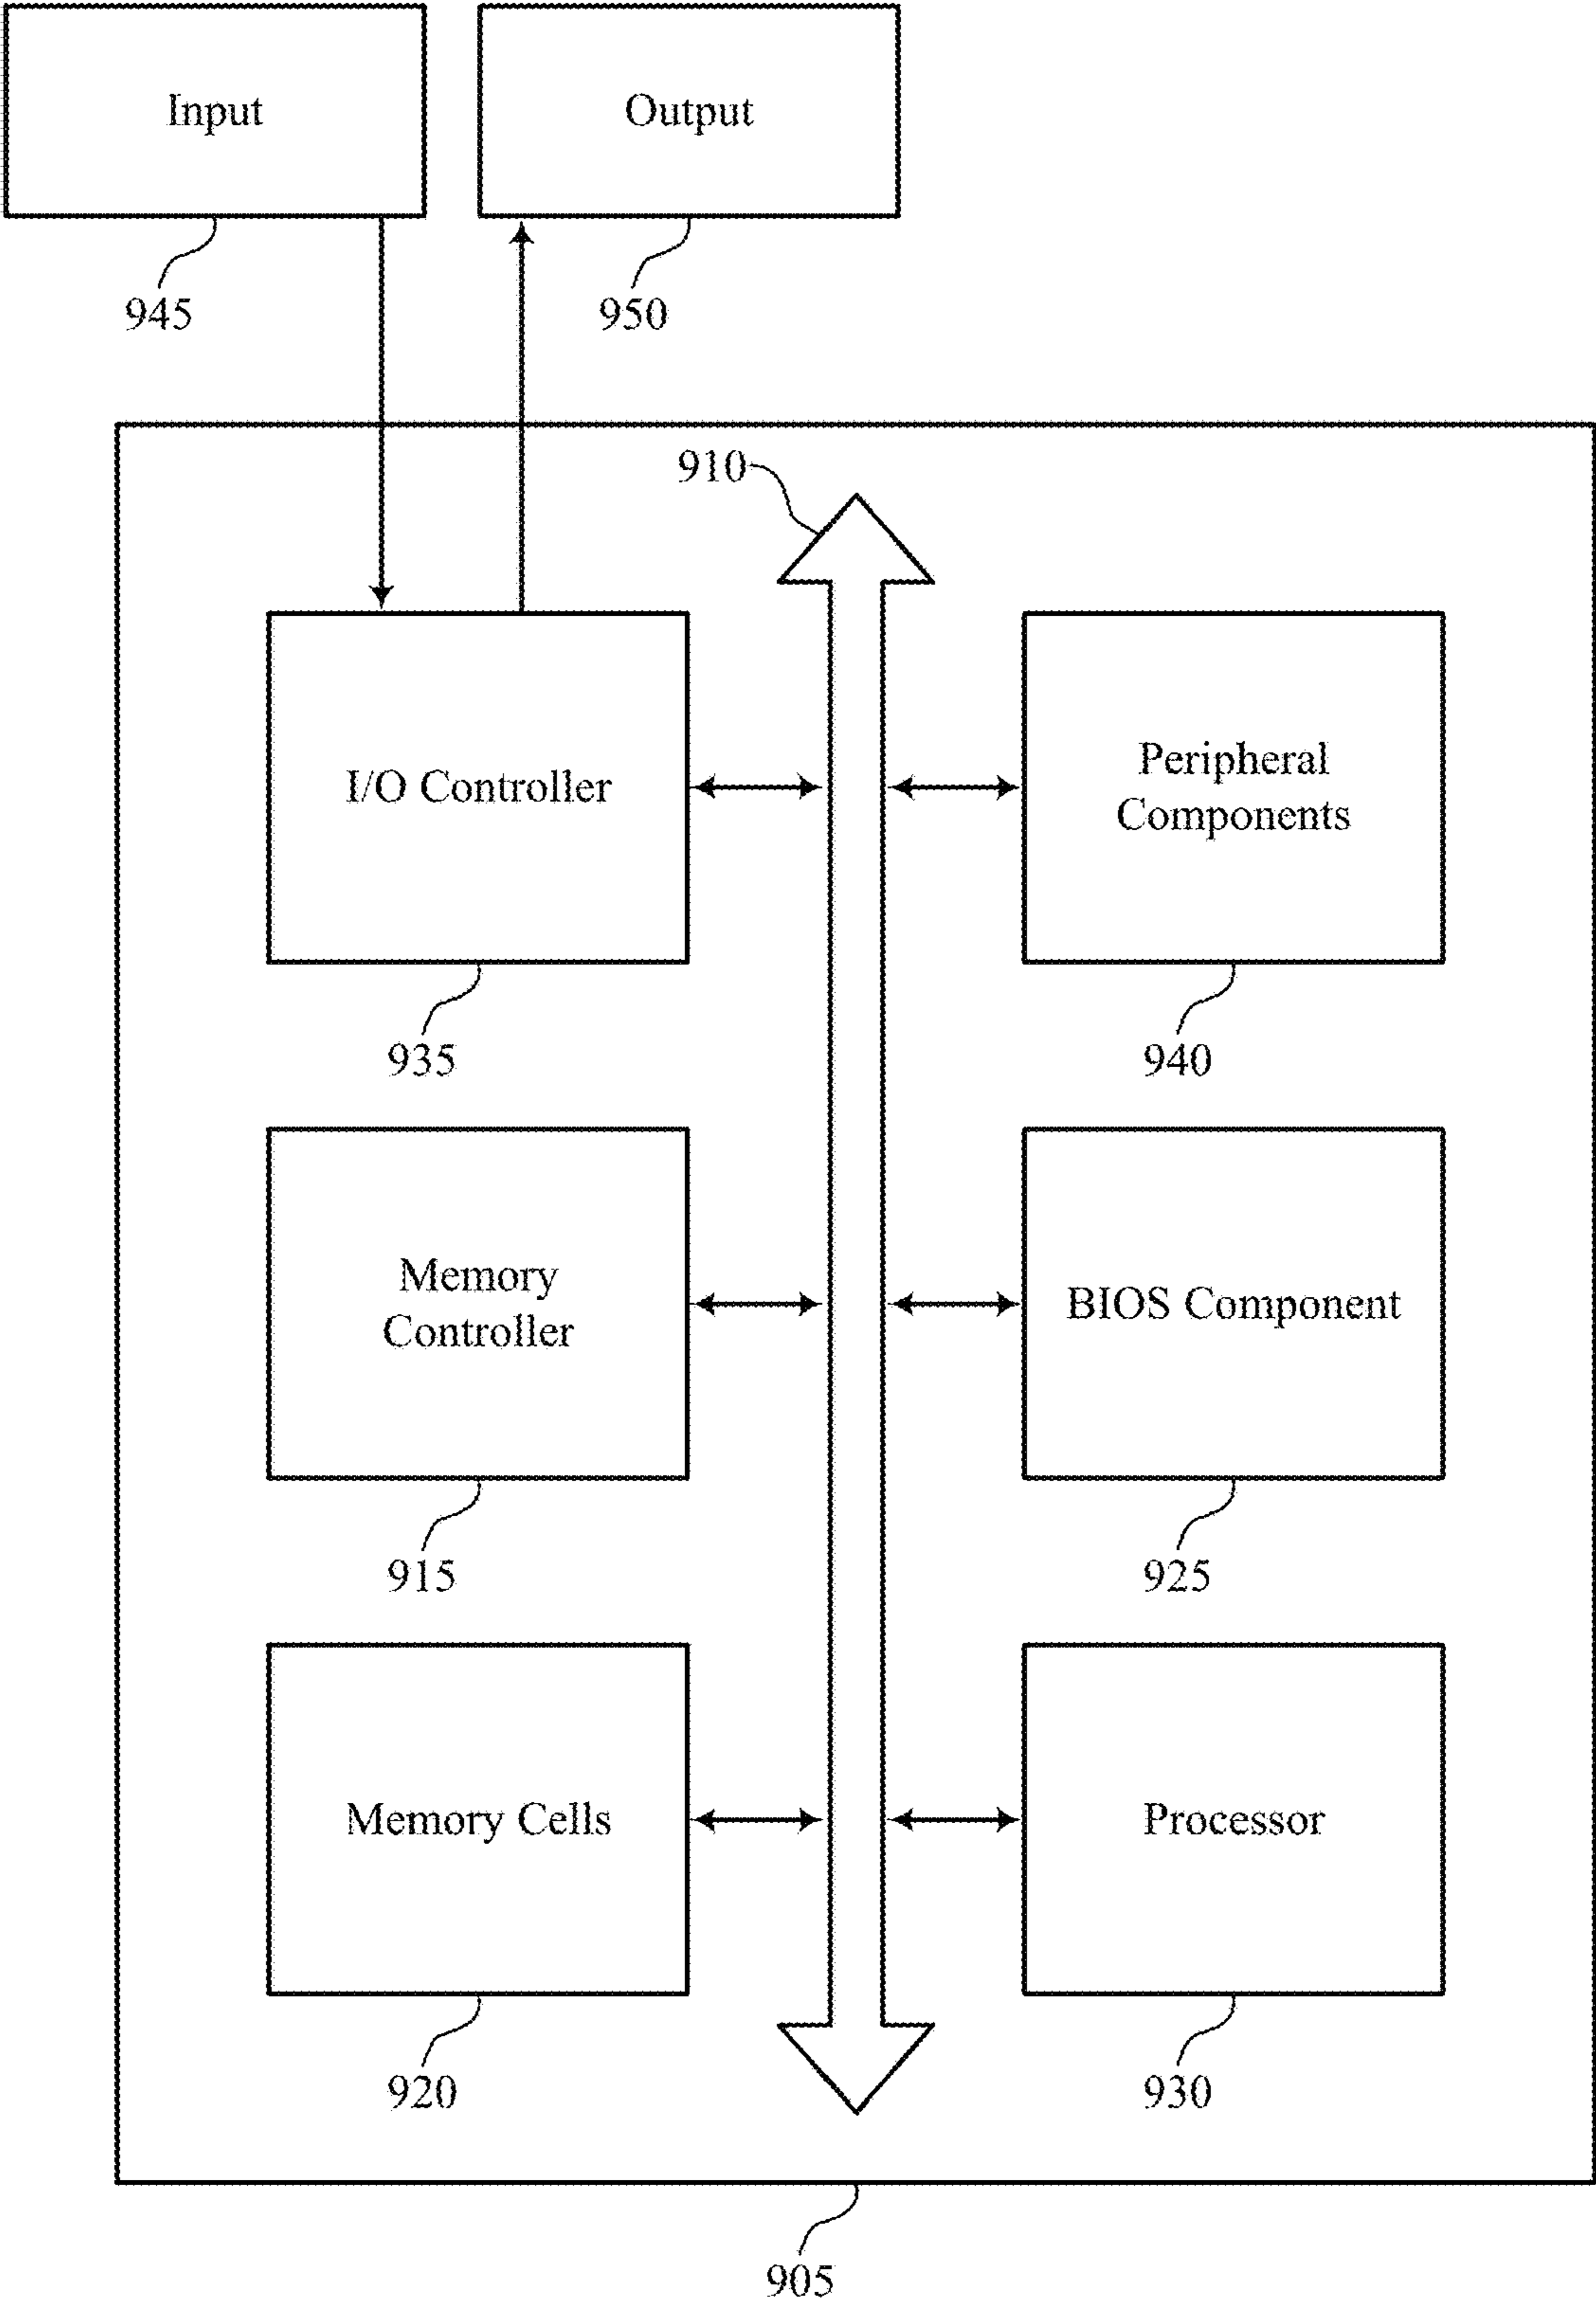 Input
Output
945
950
910
I/O Controller
Peripheral
Components
935
940
Memory
Controller
BIOS Component
915
925
Memory Cells
Processor
920
930
905